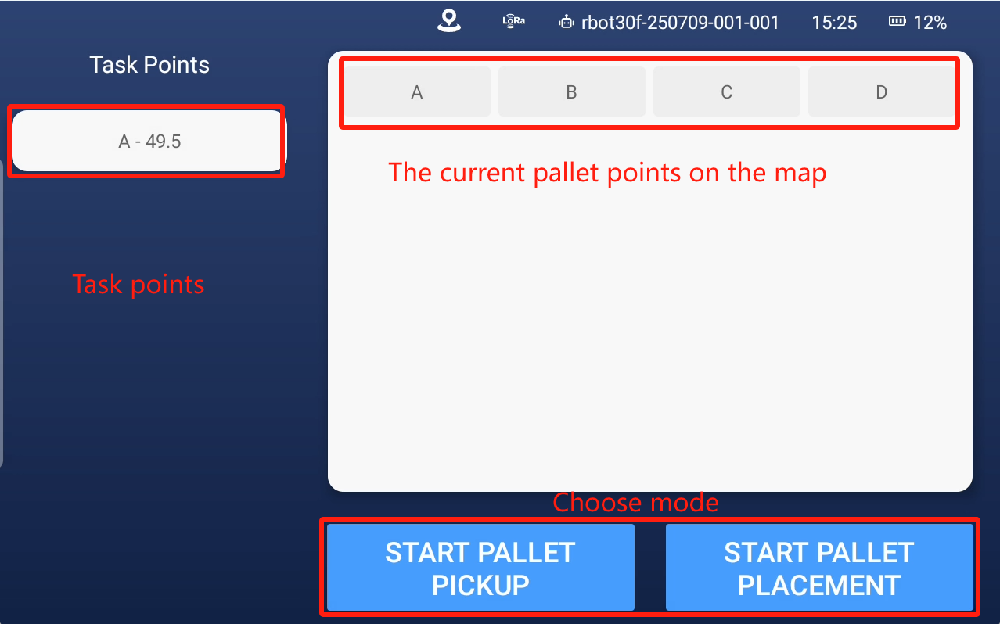 LoRa
rbot30f-250709-001-001
15:25
12%
Task Points
A - 49.5
Task points
A
B
C
D
The current pallet points on the map
Choose mode
START PALLET
PICKUP
START PALLET
PLACEMENT